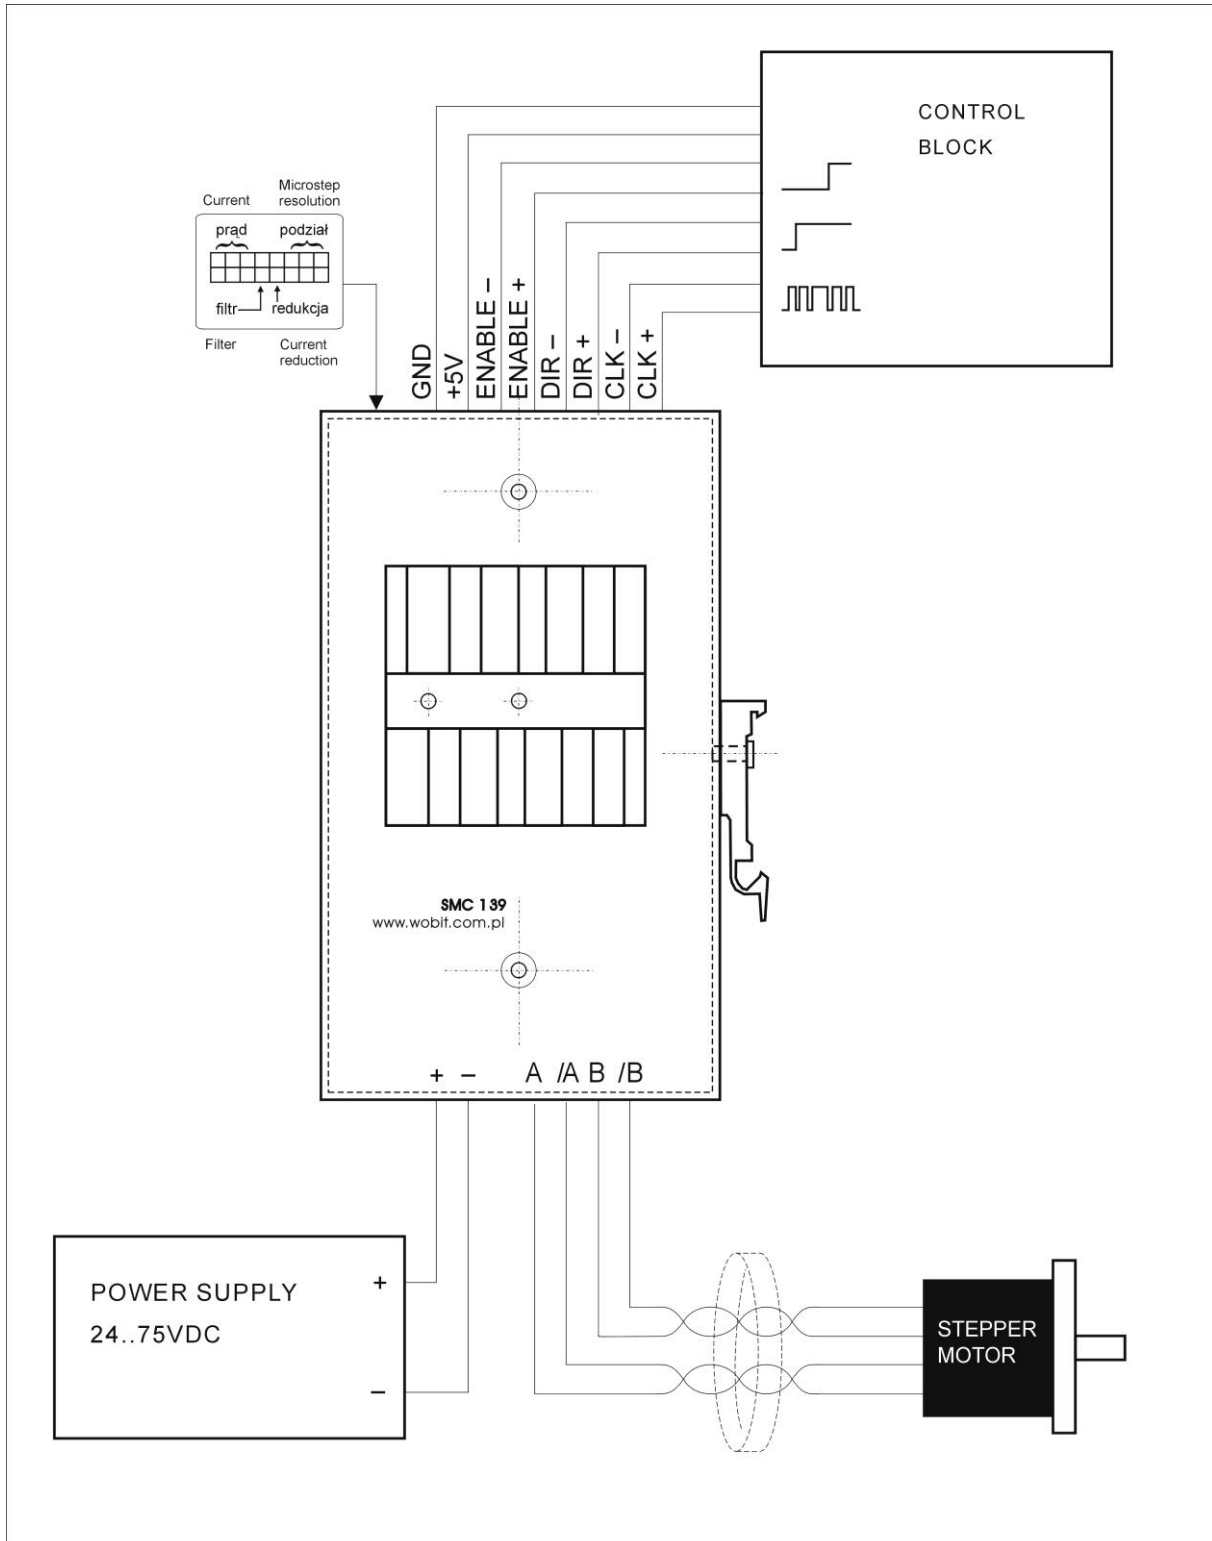 CONTROL
BLOCK
Current
Microstep
resolution
prąd
podział
filtr
redukcja
Filter
Current
reduction
GND
+5V
ENABLE –
ENABLE +
DIR –
DIR +
CLK –
CLK +
SMC 139
www.wobit.com.pl
+ – A /A B /B
POWER SUPPLY +
24..75VDC
–
STEPPER
MOTOR